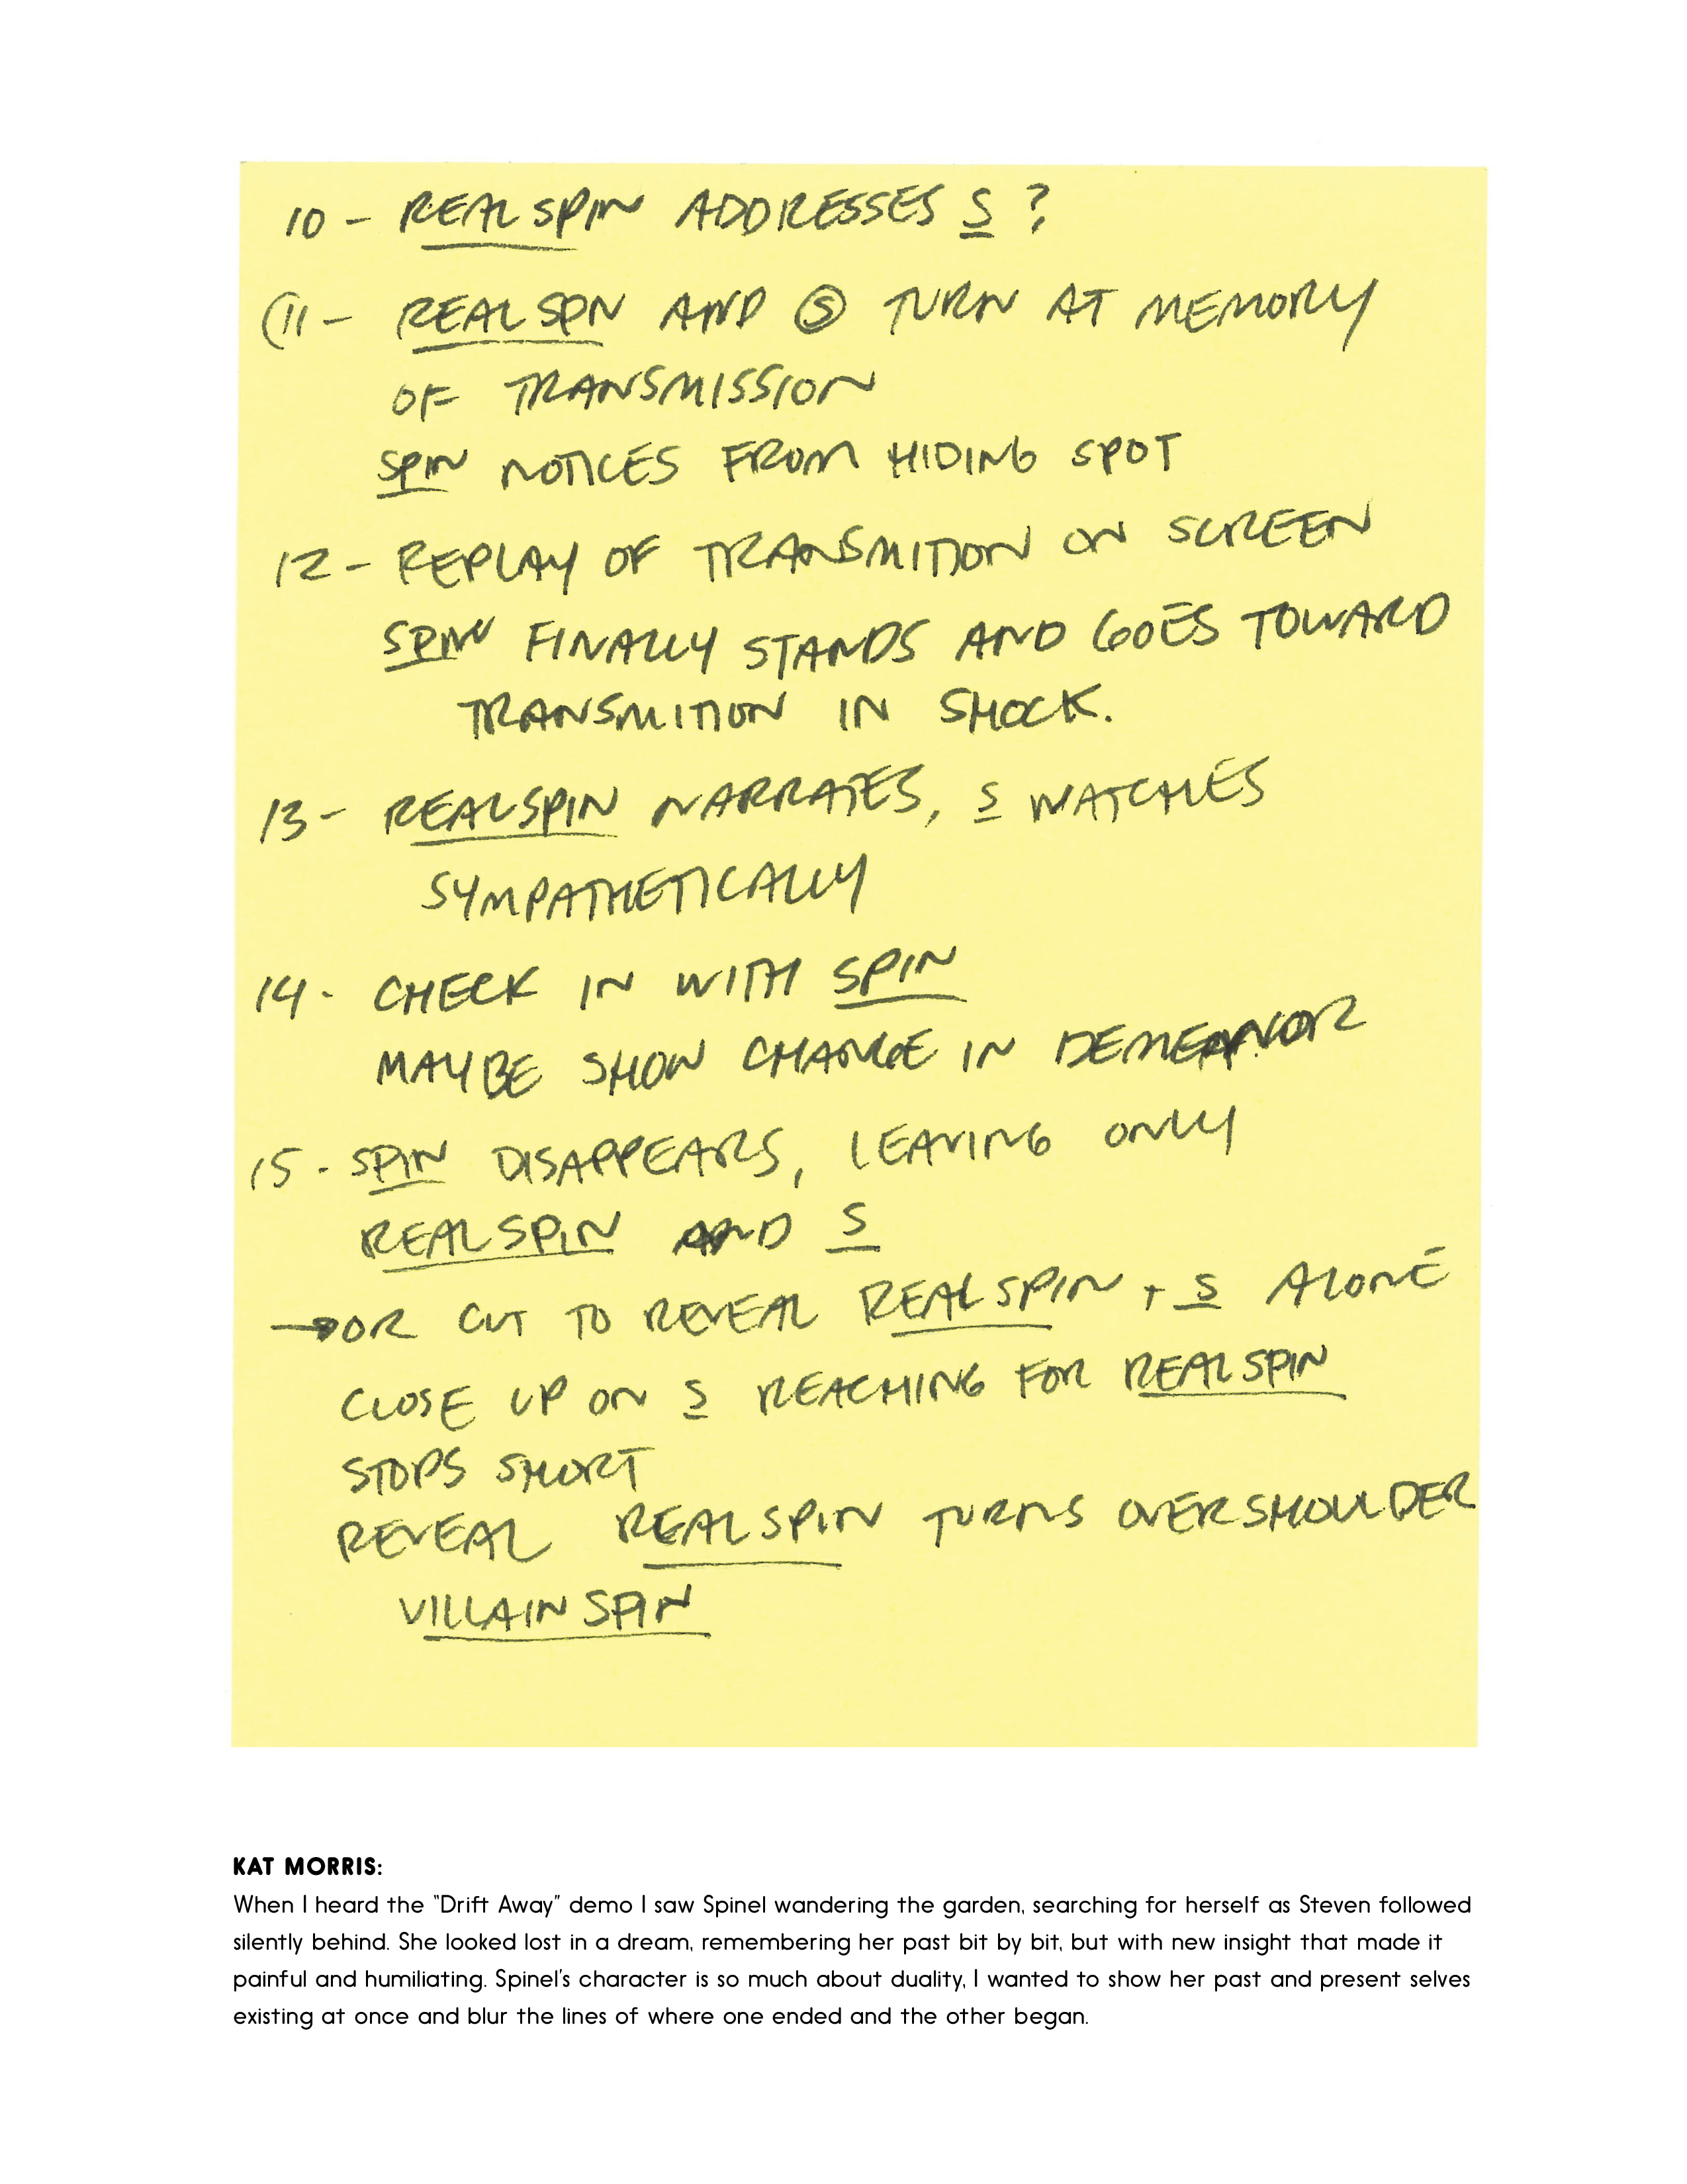 10 - REALSPIN ADDRESSES S ?
(11 - REALSPN AND S TURN AT MEMORY
OF TRANSMISSION
SPIN NOTICES FROM HIDING SPOT
12 - REPLAY OF TRANSMITION ON SCREEN
SPIN FINALLY STANDS AND GOES TOWARD
TRANSMITION IN SHOCK.
13 - REALSPIN NARRATES, S WATCHES
SYMPATHETICALLY
14 - CHECK IN WITH SPIN
MAYBE SHOW CHANGE IN DEMEANOR
15 - SPIN DISAPPEARS, LEAVING ONLY
REALSPIN AND S
→OR CUT TO REVEAL REALSPIN + S ALONE
CLOSE UP ON S REACHING FOR REALSPIN
STOPS SHORT
REVEAL REALSPIN TURNS OVER SHOULDER
VILLAIN SPIN
KAT MORRIS:
When I heard the “Drift Away” demo I saw Spinel wandering the garden, searching for herself as Steven followed
silently behind. She looked lost in a dream, remembering her past bit by bit, but with new insight that made it
painful and humiliating. Spinel's character is so much about duality, I wanted to show her past and present selves
existing at once and blur the lines of where one ended and the other began.